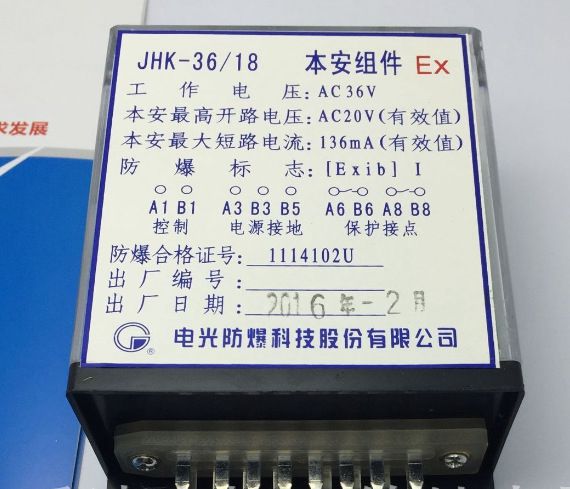 求发展
JHK-36/18 本安组件 Ex
工作电压: AC36V
本安最高开路电压: AC20V(有效值)
本安最大短路电流: 136mA(有效值)
防爆标志: [Exib] I
A1 B1 A3 B3 B5 A6 B6 A8 B8
控制 电源接地 保护接点
防爆合格证号: 1114102U
出厂编号:
出厂日期: 2016年-2月
® 电光防爆科技股份有限公司